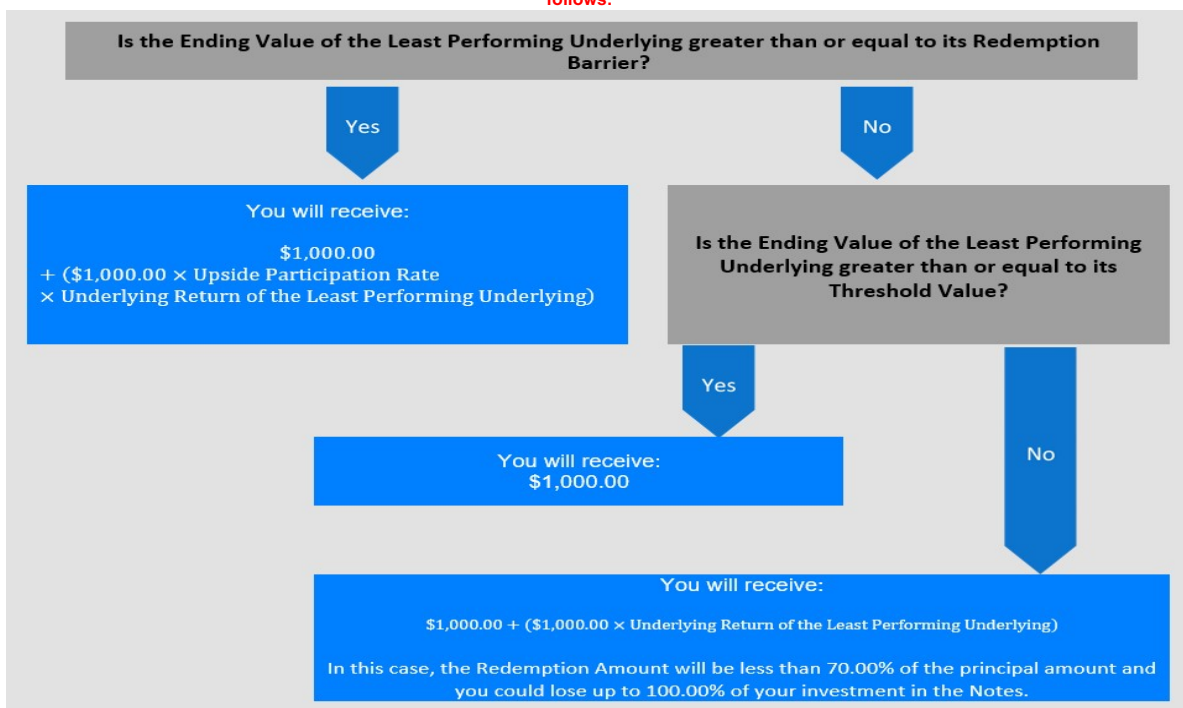 follows:
Is the Ending Value of the Least Performing Underlying greater than or equal to its Redemption
Barrier?
Yes
No
You will receive:
$1,000.00
+ ($1,000.00 × Upside Participation Rate
× Underlying Return of the Least Performing Underlying)
Is the Ending Value of the Least Performing
Underlying greater than or equal to its
Threshold Value?
Yes
No
You will receive:
$1,000.00
You will receive:
$1,000.00 + ($1,000.00 × Underlying Return of the Least Performing Underlying)
In this case, the Redemption Amount will be less than 70.00% of the principal amount and
you could lose up to 100.00% of your investment in the Notes.